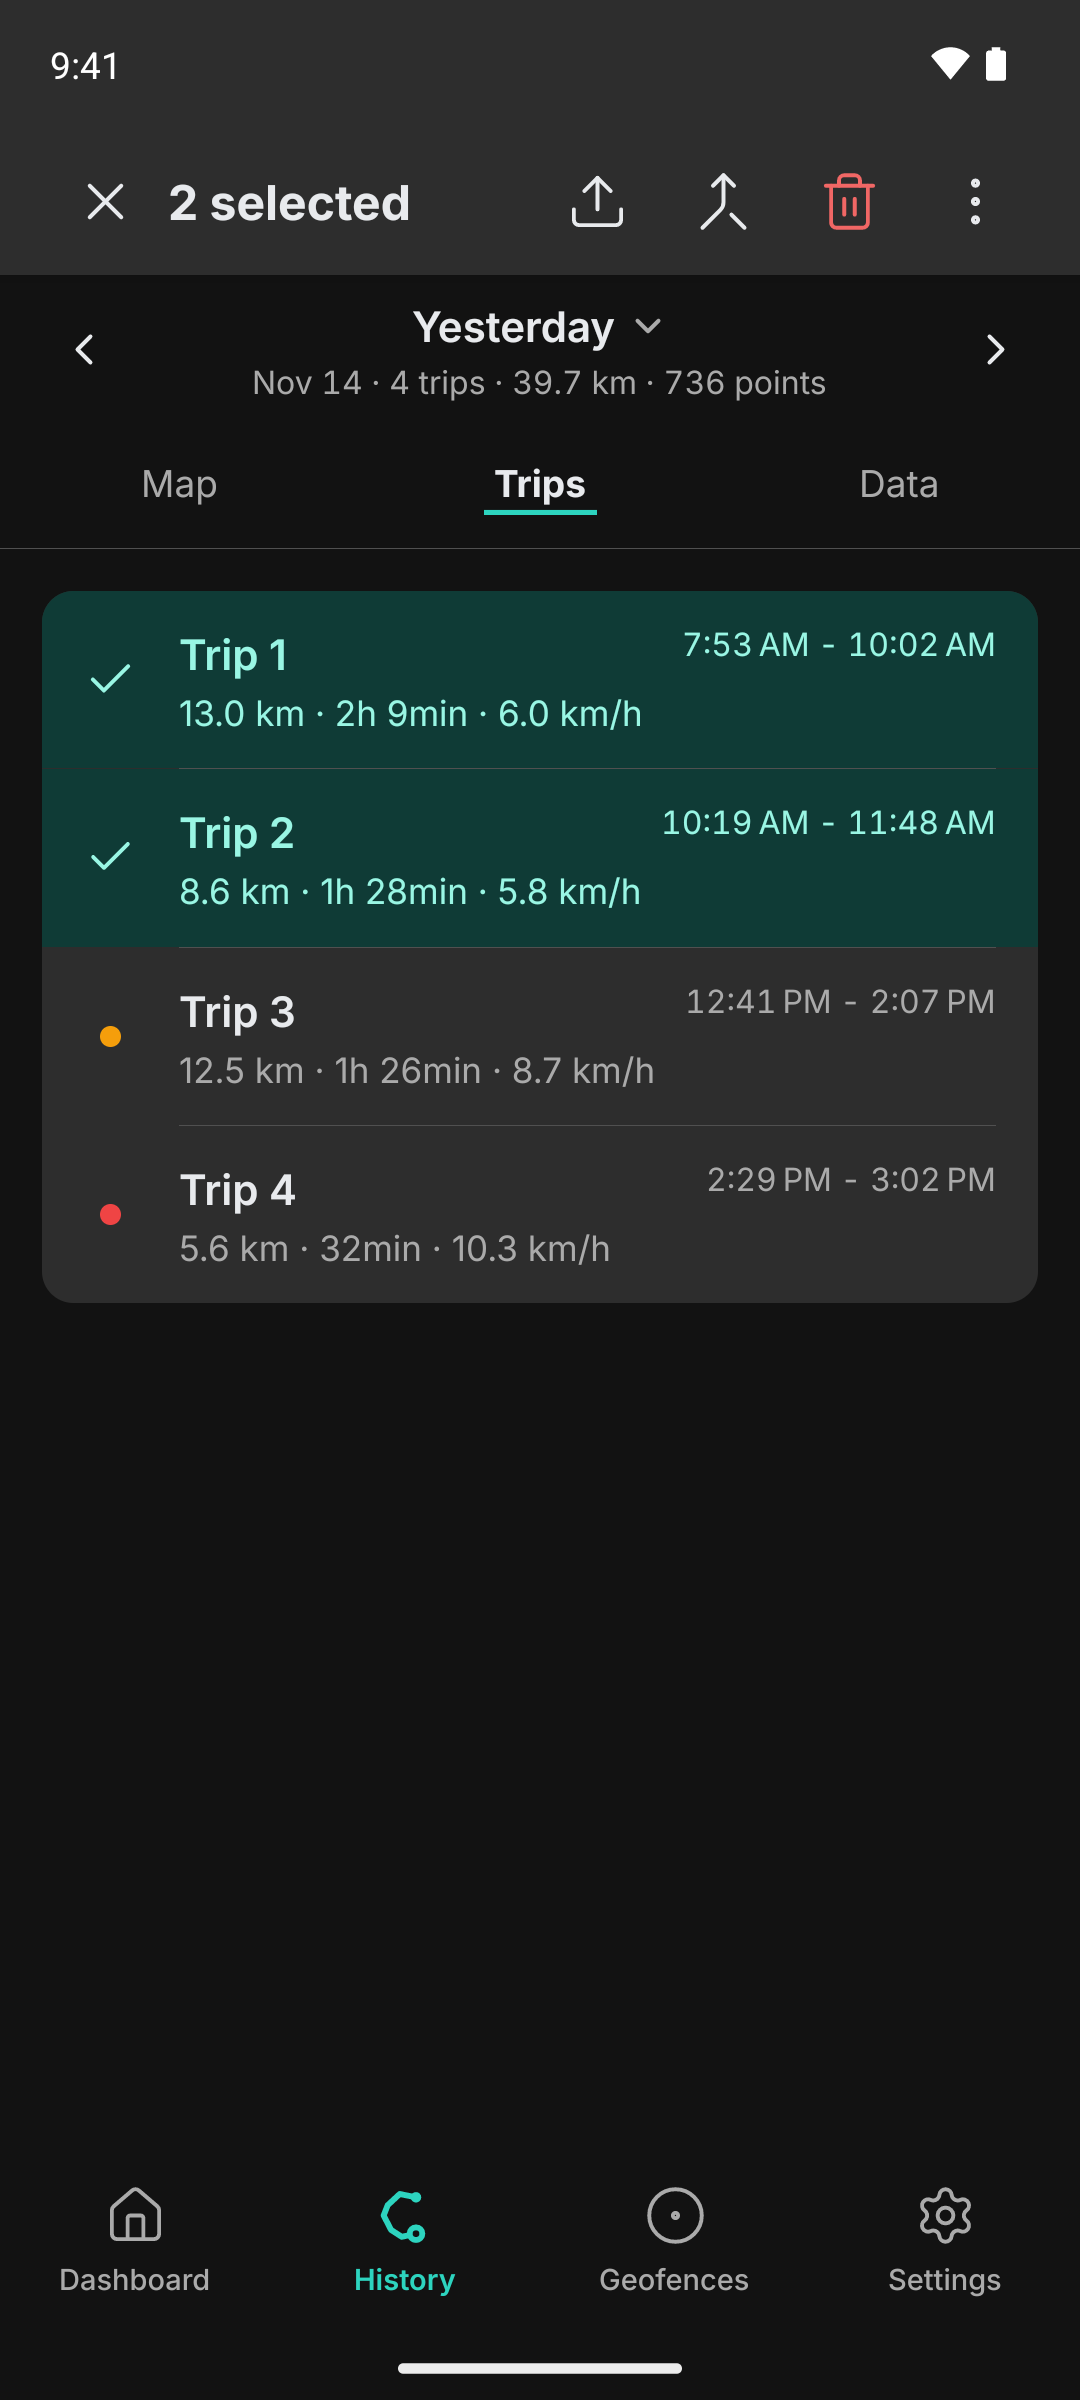 9:41
2 selected
Yesterday
Nov 14 · 4 trips · 39.7 km · 736 points
Map
Trips
Data
Trip 1
7:53 AM - 10:02 AM
13.0 km · 2h 9min · 6.0 km/h
Trip 2
10:19 AM - 11:48 AM
8.6 km · 1h 28min · 5.8 km/h
Trip 3
12:41 PM - 2:07 PM
12.5 km · 1h 26min · 8.7 km/h
Trip 4
2:29 PM - 3:02 PM
5.6 km · 32min · 10.3 km/h
Dashboard
History
Geofences
Settings